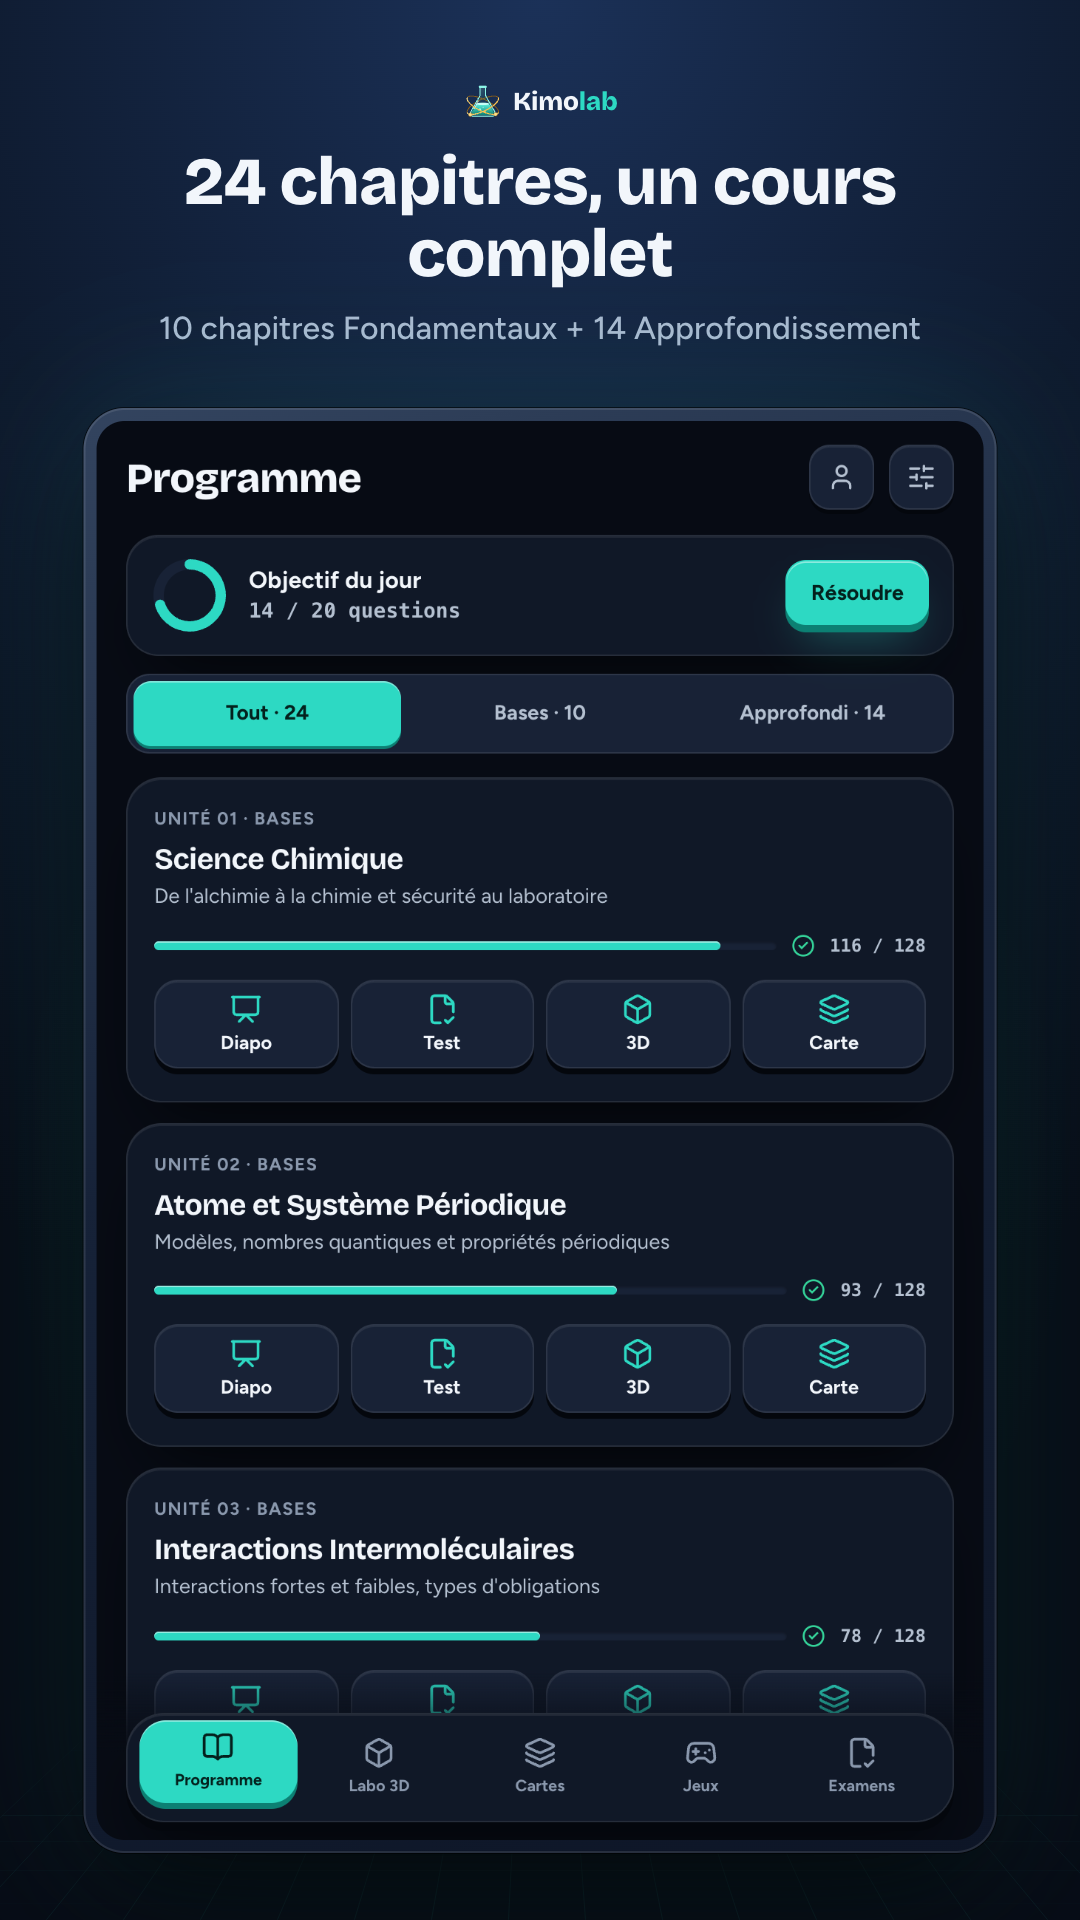 Kimolab
24 chapitres, un cours
complet
10 chapitres Fondamentaux + 14 Approfondissement
Programme
Objectif du jour
14 / 20 questions
Résoudre
Tout · 24
Bases · 10
Approfondi · 14
UNITÉ 01 · BASES
Science Chimique
De l'alchimie à la chimie et sécurité au laboratoire
116 / 128
Diapo
Test
3D
Carte
UNITÉ 02 · BASES
Atome et Système Périodique
Modèles, nombres quantiques et propriétés périodiques
93 / 128
Diapo
Test
3D
Carte
UNITÉ 03 · BASES
Interactions Intermoléculaires
Interactions fortes et faibles, types d'obligations
78 / 128
Programme
Labo 3D
Cartes
Jeux
Examens